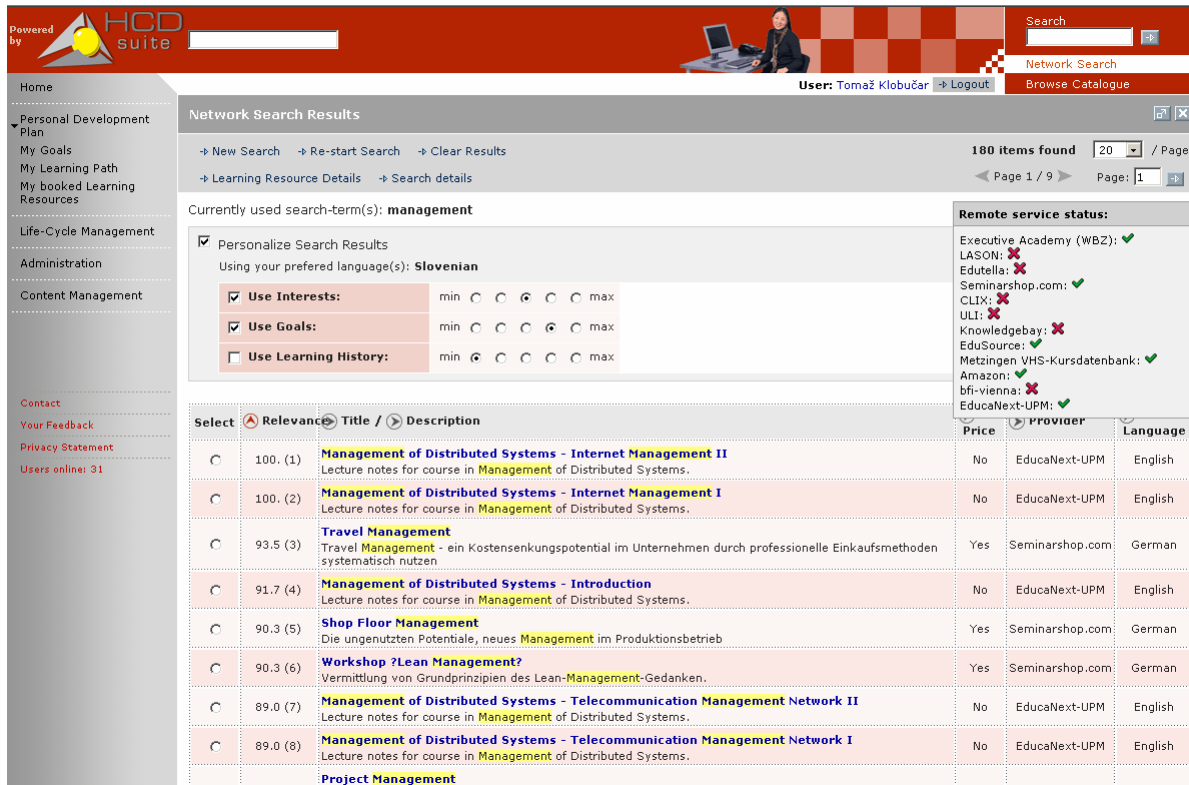 Powered
by
HCD
suite
Search
Network Search
Browse Catalogue
User: Tomaž Klobučar Logout
Home
Personal Development
Plan
My Goals
My Learning Path
My booked Learning
Resources
Life-Cycle Management
Administration
Content Management
Contact
Your Feedback
Privacy Statement
Users online: 31
Network Search Results
New Search Re-start Search Clear Results
180 items found 20 / Page
Learning Resource Details Search details
Page 1 / 9 Page: 1
Currently used search-term(s): management
Personalize Search Results
Using your prefered language(s): Slovenian
Use Interests: min max
Use Goals: min max
Use Learning History: min max
Remote service status:
Executive Academy (WBZ):
LASON:
Edutella:
Seminarshop.com:
CLIX:
ULI:
Knowledgebay:
EduSource:
Metzingen VHS-Kursdatenbank:
Amazon:
bfi-vienna:
EducaNext-UPM:
Select Relevance Title / Description Price Provider Language
100. (1) Management of Distributed Systems - Internet Management II No EducaNext-UPM English
Lecture notes for course in Management of Distributed Systems.
100. (2) Management of Distributed Systems - Internet Management I No EducaNext-UPM English
Lecture notes for course in Management of Distributed Systems.
93.5 (3) Travel Management Yes Seminarshop.com German
Travel Management - ein Kostensenkungspotential im Unternehmen durch professionelle Einkaufsmethoden
systematisch nutzen
91.7 (4) Management of Distributed Systems - Introduction No EducaNext-UPM English
Lecture notes for course in Management of Distributed Systems.
90.3 (5) Shop Floor Management Yes Seminarshop.com German
Die ungenutzten Potentiale, neues Management im Produktionsbetrieb
90.3 (6) Workshop ?Lean Management? Yes Seminarshop.com German
Vermittlung von Grundprinzipien des Lean-Management-Gedanken.
89.0 (7) Management of Distributed Systems - Telecommunication Management Network II No EducaNext-UPM English
Lecture notes for course in Management of Distributed Systems.
89.0 (8) Management of Distributed Systems - Telecommunication Management Network I No EducaNext-UPM English
Lecture notes for course in Management of Distributed Systems.
Project Management